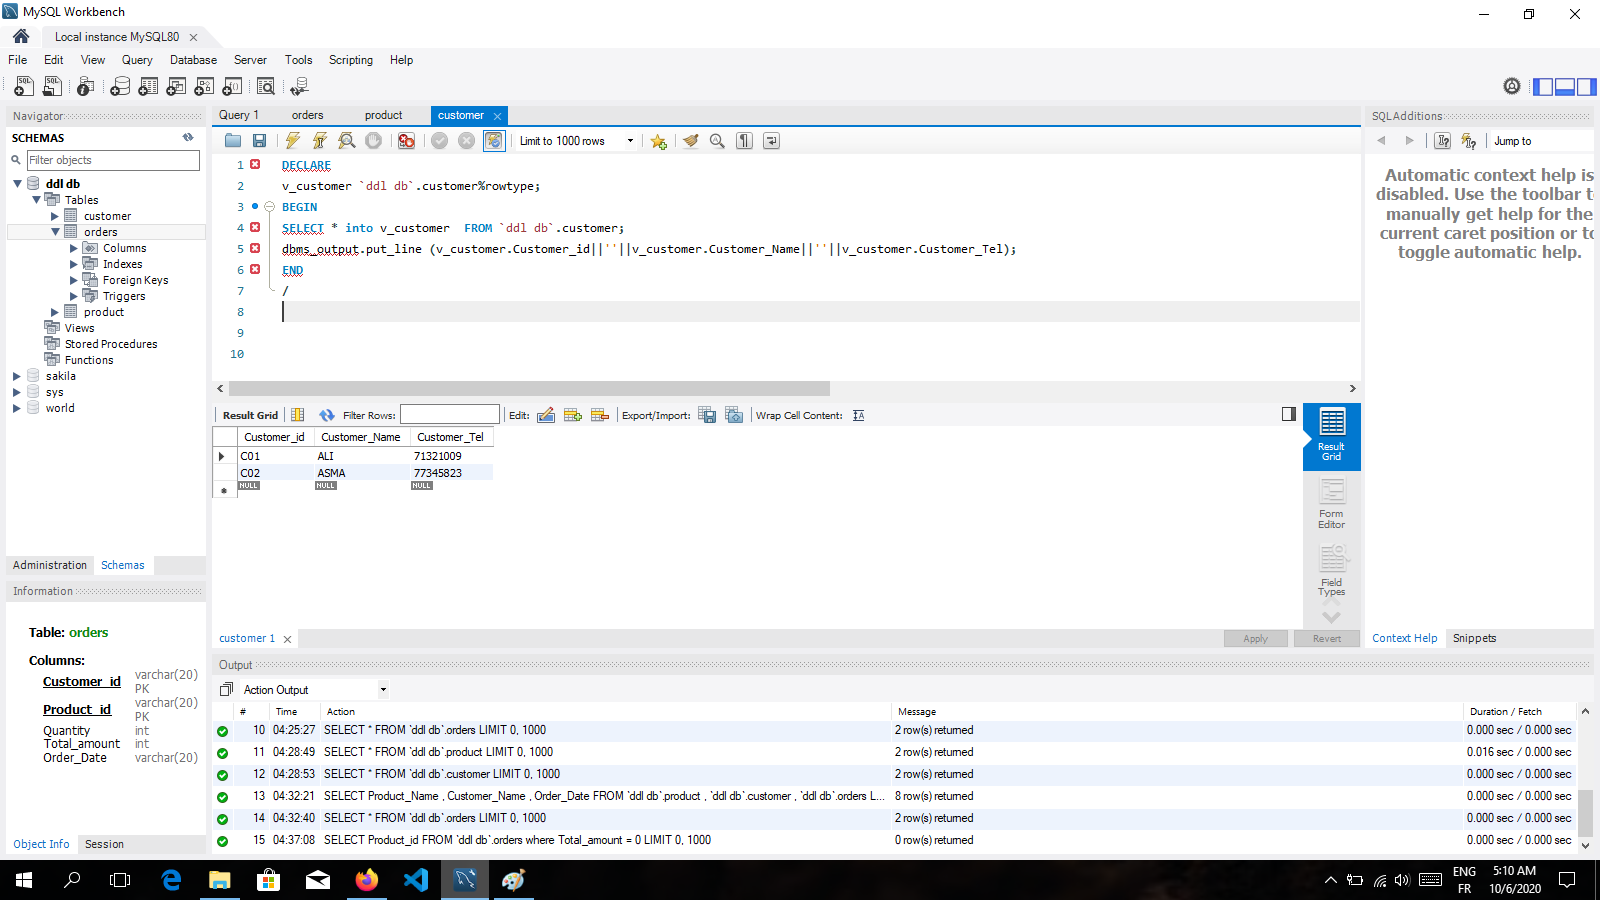 MySQL Workbench
Local instance MySQL80
File Edit View Query Database Server Tools Scripting Help
Navigator
SCHEMAS
Filter objects
ddl db
Tables
customer
orders
Columns
Indexes
Foreign Keys
Triggers
product
Views
Stored Procedures
Functions
sakila
sys
world
Administration Schemas
Information
Table: orders
Columns:
Customer_id varchar(20) PK
Product_id varchar(20) PK
Quantity int
Total_amount int
Order_Date varchar(20)
Object Info Session
Query 1 orders product customer
Limit to 1000 rows
1 DECLARE
2 v_customer `ddl db`.customer%rowtype;
3 BEGIN
4 SELECT * into v_customer FROM `ddl db`.customer;
5 dbms_output.put_line (v_customer.Customer_id||''||v_customer.Customer_Name||''||v_customer.Customer_Tel);
6 END
7 /
8
9
10
Result Grid Filter Rows: Edit: Export/Import: Wrap Cell Content:
Customer_id Customer_Name Customer_Tel
C01 ALI 71321009
C02 ASMA 77345823
NULL NULL NULL
Result Grid
Form Editor
Field Types
customer 1
Apply Revert
SQLAdditions
Jump to
Automatic context help is
disabled. Use the toolbar t
manually get help for the
current caret position or to
toggle automatic help.
Context Help Snippets
Output
Action Output
# Time Action Message Duration / Fetch
10 04:25:27 SELECT * FROM `ddl db`.orders LIMIT 0, 1000 2 row(s) returned 0.000 sec / 0.000 sec
11 04:28:49 SELECT * FROM `ddl db`.product LIMIT 0, 1000 2 row(s) returned 0.016 sec / 0.000 sec
12 04:28:53 SELECT * FROM `ddl db`.customer LIMIT 0, 1000 2 row(s) returned 0.000 sec / 0.000 sec
13 04:32:21 SELECT Product_Name , Customer_Name , Order_Date FROM `ddl db`.product , `ddl db`.customer , `ddl db`.orders L... 8 row(s) returned 0.000 sec / 0.000 sec
14 04:32:40 SELECT * FROM `ddl db`.orders LIMIT 0, 1000 2 row(s) returned 0.000 sec / 0.000 sec
15 04:37:08 SELECT Product_id FROM `ddl db`.orders where Total_amount = 0 LIMIT 0, 1000 0 row(s) returned 0.000 sec / 0.000 sec
ENG
FR
5:10 AM
10/6/2020